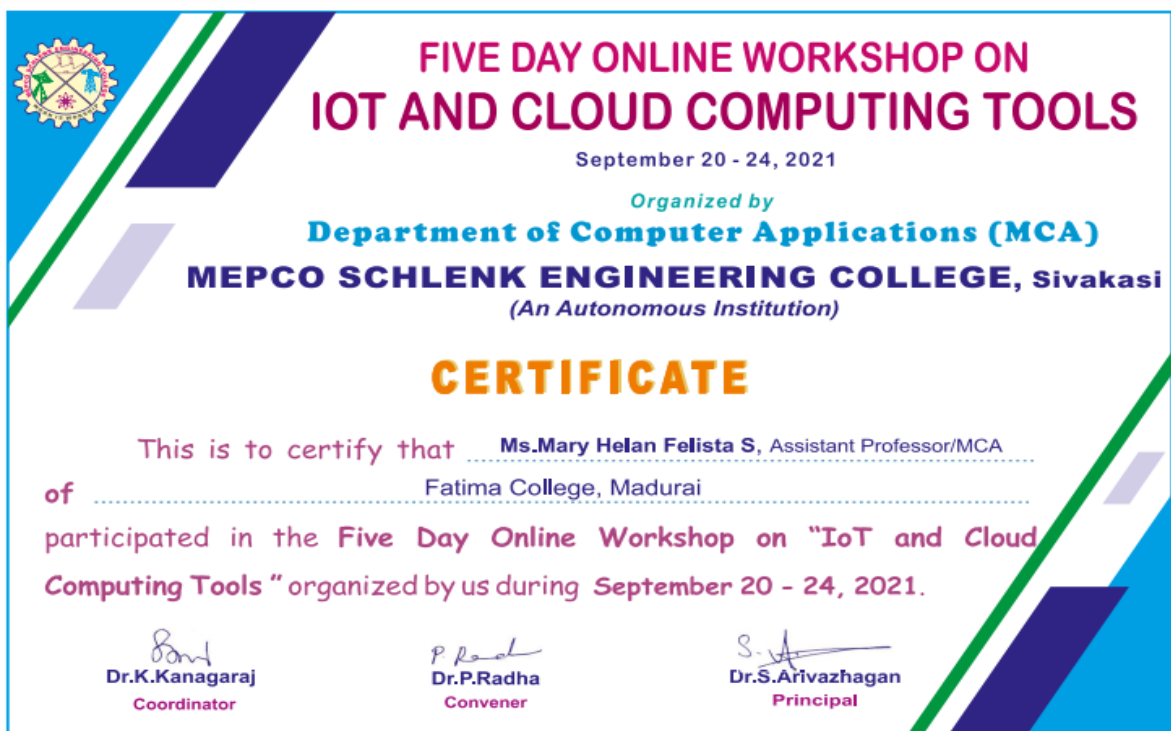 FIVE DAY ONLINE WORKSHOP ON
IOT AND CLOUD COMPUTING TOOLS
September 20 - 24, 2021
Organized by
Department of Computer Applications (MCA)
MEPCO SCHLENK ENGINEERING COLLEGE, Sivakasi
(An Autonomous Institution)
CERTIFICATE
This is to certify that Ms.Mary Helan Felista S, Assistant Professor/MCA
of Fatima College, Madurai
participated in the Five Day Online Workshop on "IoT and Cloud
Computing Tools " organized by us during September 20 - 24, 2021.
P. Rad
Dr.K.Kanagaraj Dr.P.Radha Dr.S.Arivazhagan
Coordinator Convener Principal